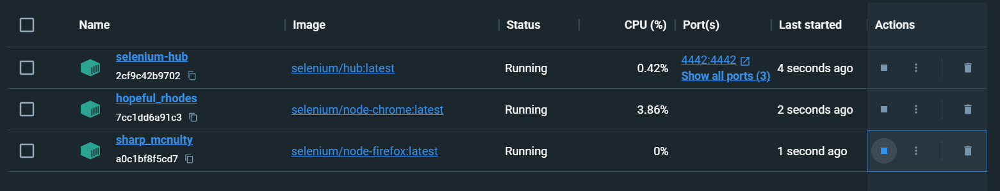 Name Image Status CPU (%) Port(s) Last started Actions
selenium-hub
2cf9c42b9702
selenium/hub:latest
Running
0.42%
4442:4442
Show all ports (3)
4 seconds ago
hopeful_rhodes
7cc1dd6a91c3
selenium/node-chrome:latest
Running
3.86%
2 seconds ago
sharp_mcnulty
a0c1bf8f5cd7
selenium/node-firefox:latest
Running
0%
1 second ago